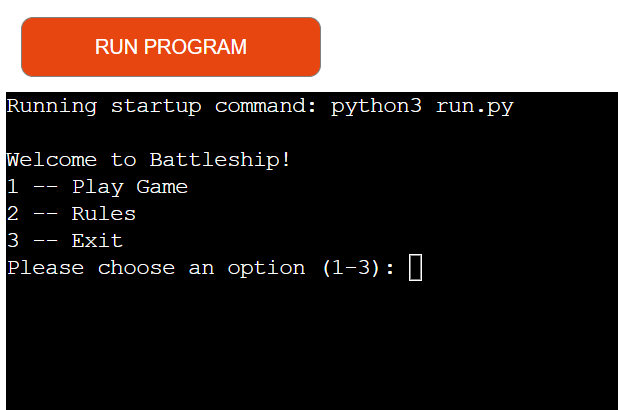 RUN PROGRAM
Running startup command: python3 run.py
Welcome to Battleship!
1 -- Play Game
2 -- Rules
3 -- Exit
Please choose an option (1-3):